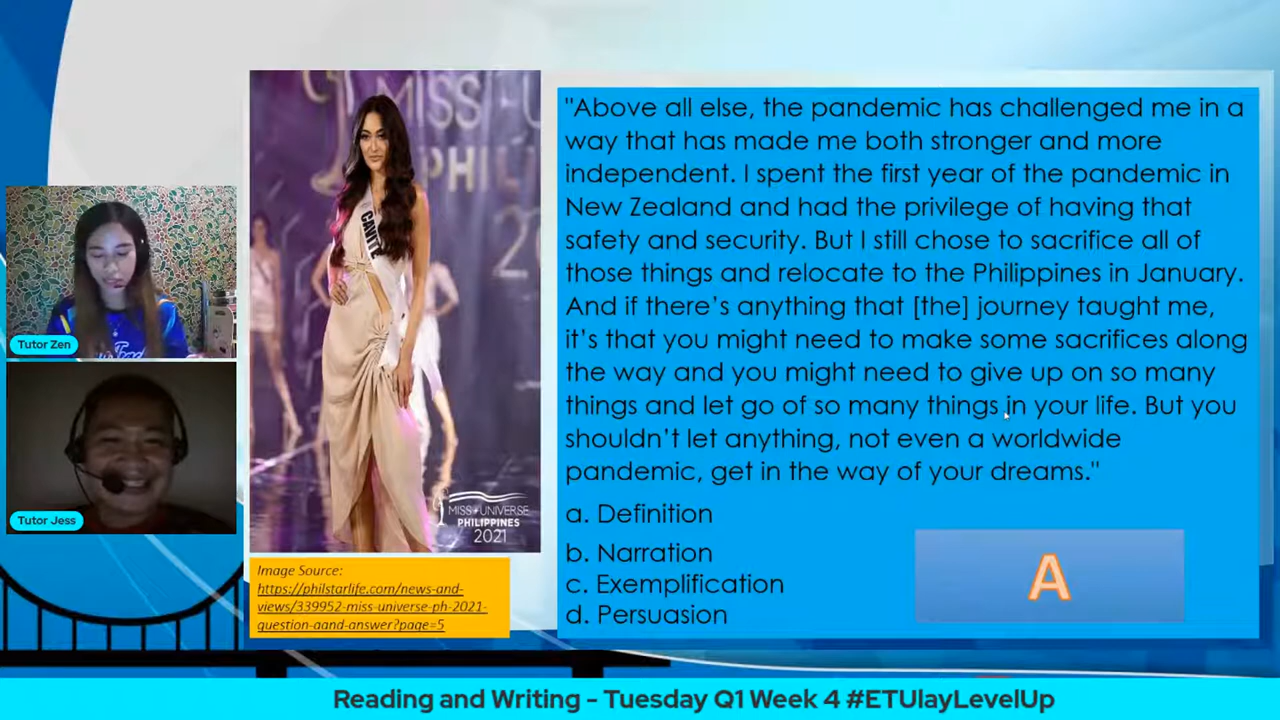 MISS U
PHILI
20
CAVITE
MISS UNIVERSE
PHILIPPINES
2021
"Above all else, the pandemic has challenged me in a
way that has made me both stronger and more
independent. I spent the first year of the pandemic in
New Zealand and had the privilege of having that
safety and security. But I still chose to sacrifice all of
those things and relocate to the Philippines in January.
And if there's anything that [the] journey taught me,
it's that you might need to make some sacrifices along
the way and you might need to give up on so many
things and let go of so many things in your life. But you
shouldn't let anything, not even a worldwide
pandemic, get in the way of your dreams."
a. Definition
b. Narration
c. Exemplification
d. Persuasion
A
Tutor Zen
Tutor Jess
Image Source:
https://philstarlife.com/news-and-
views/339952-miss-universe-ph-2021-
question-aand-answer?page=5
Reading and Writing - Tuesday Q1 Week 4 #ETUlayLevelUp